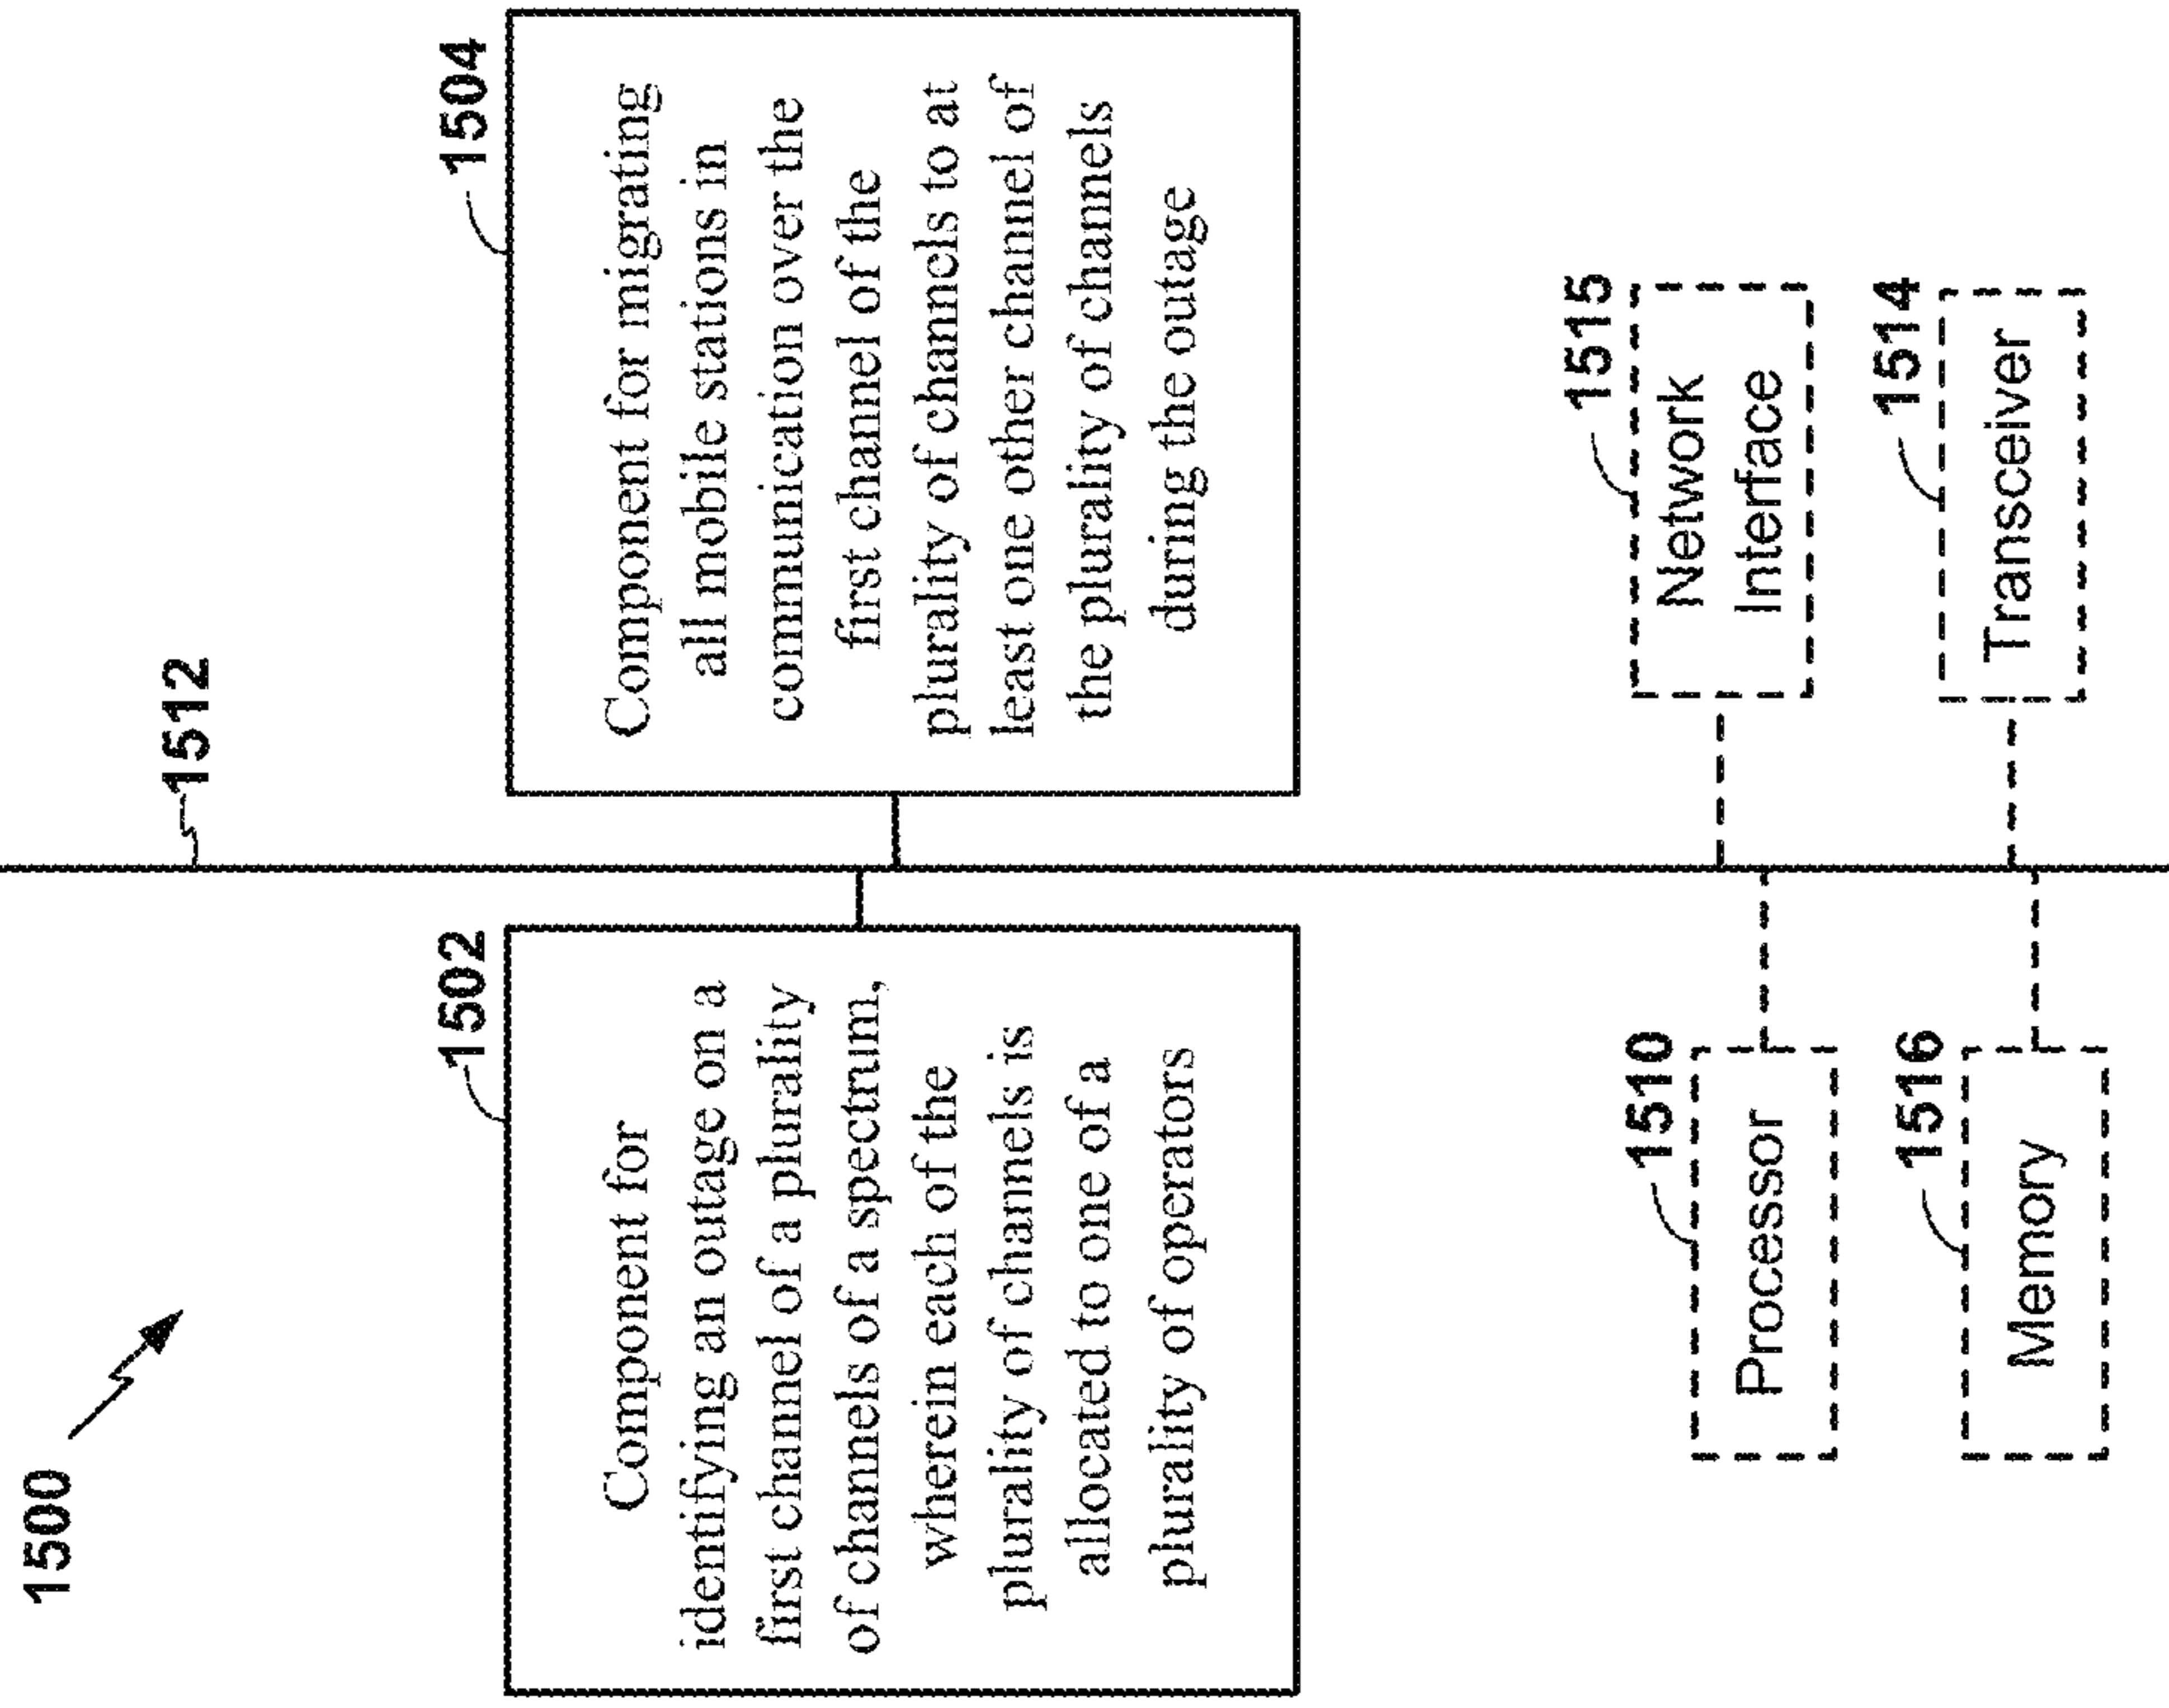 1500
1512
1502
Component for
identifying an outage on a
first channel of a plurality
of channels of a spectrum,
wherein each of the
plurality of channels is
allocated to one of a
plurality of operators
1504
Component for migrating
all mobile stations in
communication over the
first channel of the
plurality of channels to at
least one other channel of
the plurality of channels
during the outage
1510
Processor
1515
Network
Interface
1516
Memory
1514
Transceiver